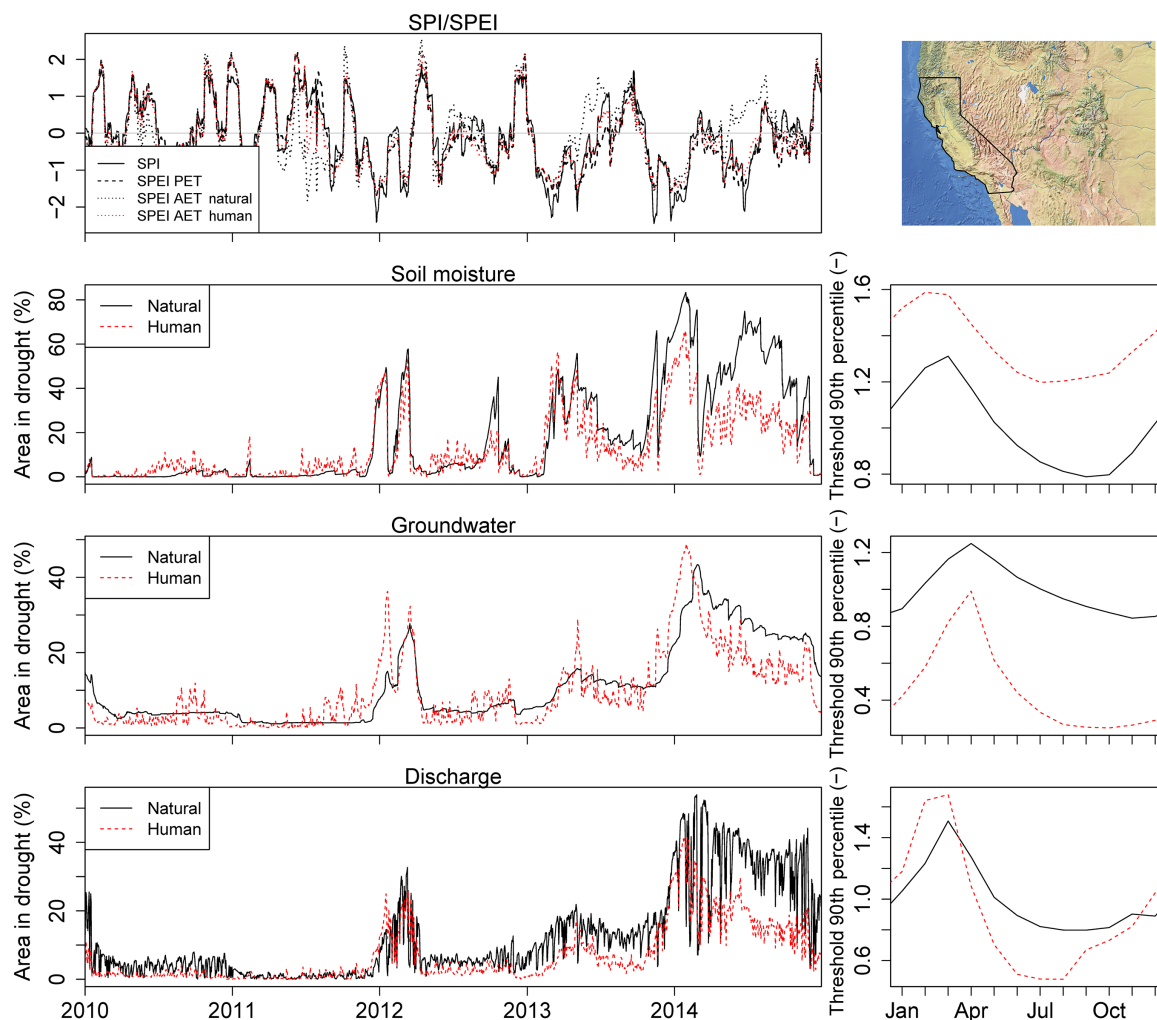 SPI/SPEI
2
1
0
−1
−2
SPI
SPEI PET
SPEI AET natural
SPEI AET human
2010 2011 2012 2013 2014
Soil moisture
Area in drought (%)
80
60
40
20
0
Natural
Human
Threshold 90th percentile (−)
1.6
1.2
0.8
Groundwater
Area in drought (%)
40
20
0
Natural
Human
Threshold 90th percentile (−)
1.2
0.8
0.4
Discharge
Area in drought (%)
40
20
0
Natural
Human
Threshold 90th percentile (−)
1.4
1.0
0.6
Jan Apr Jul Oct